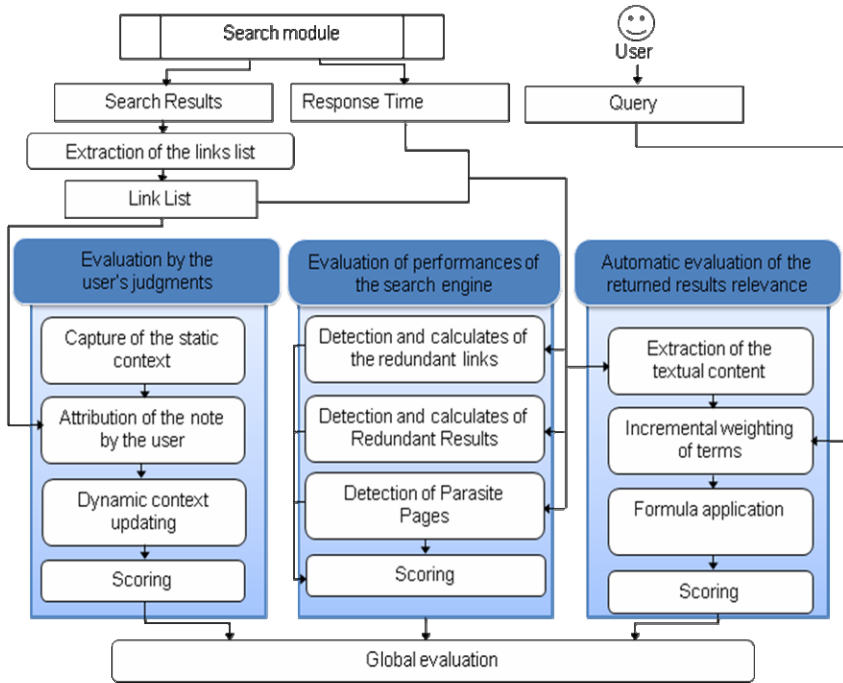 Search module
User
Search Results
Response Time
Query
Extraction of the links list
Link List
Evaluation by the
user's judgments
Capture of the static
context
Attribution of the note
by the user
Dynamic context
updating
Scoring
Evaluation of performances of
the search engine
Detection and calculates of
the redundant links
Detection and calculates of
Redundant Results
Detection of Parasite
Pages
Scoring
Automatic evaluation of the
returned results relevance
Extraction of the
textual content
Incremental weighting
of terms
Formula application
Scoring
Global evaluation